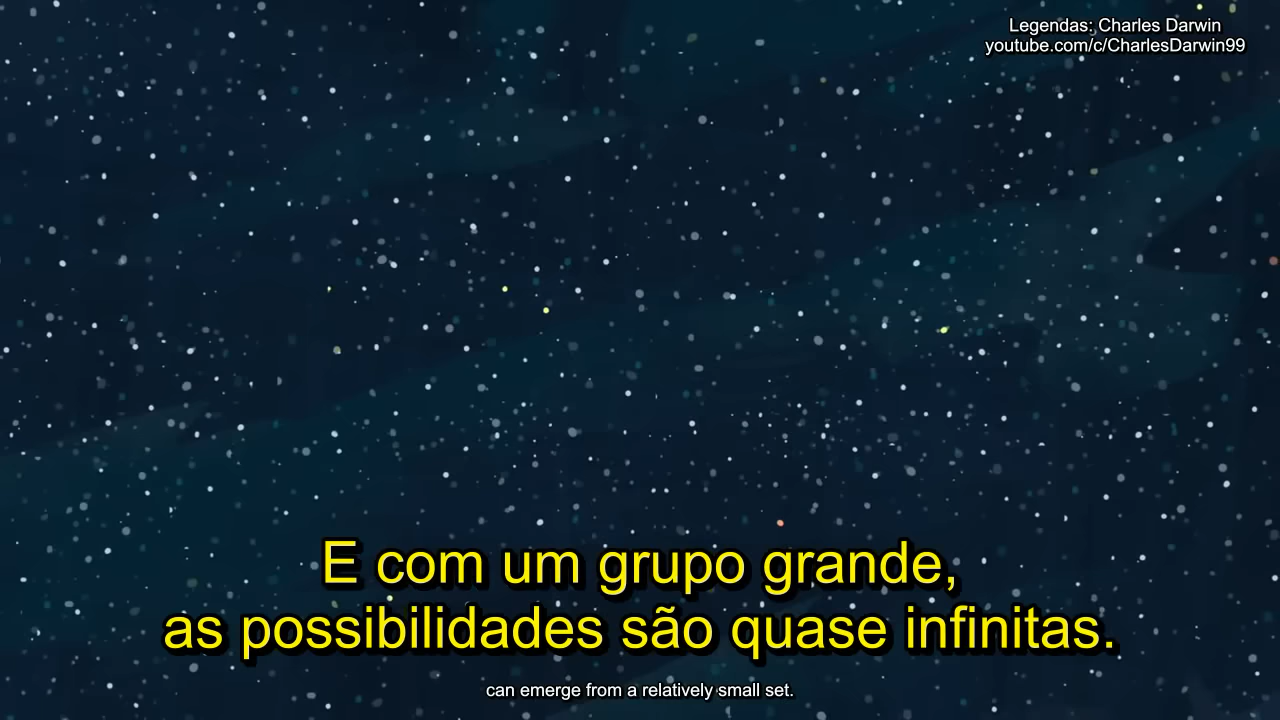 Legendas: Charles Darwin
youtube.com/c/CharlesDarwin99
E com um grupo grande,
as possibilidades são quase infinitas.
can emerge from a relatively small set.